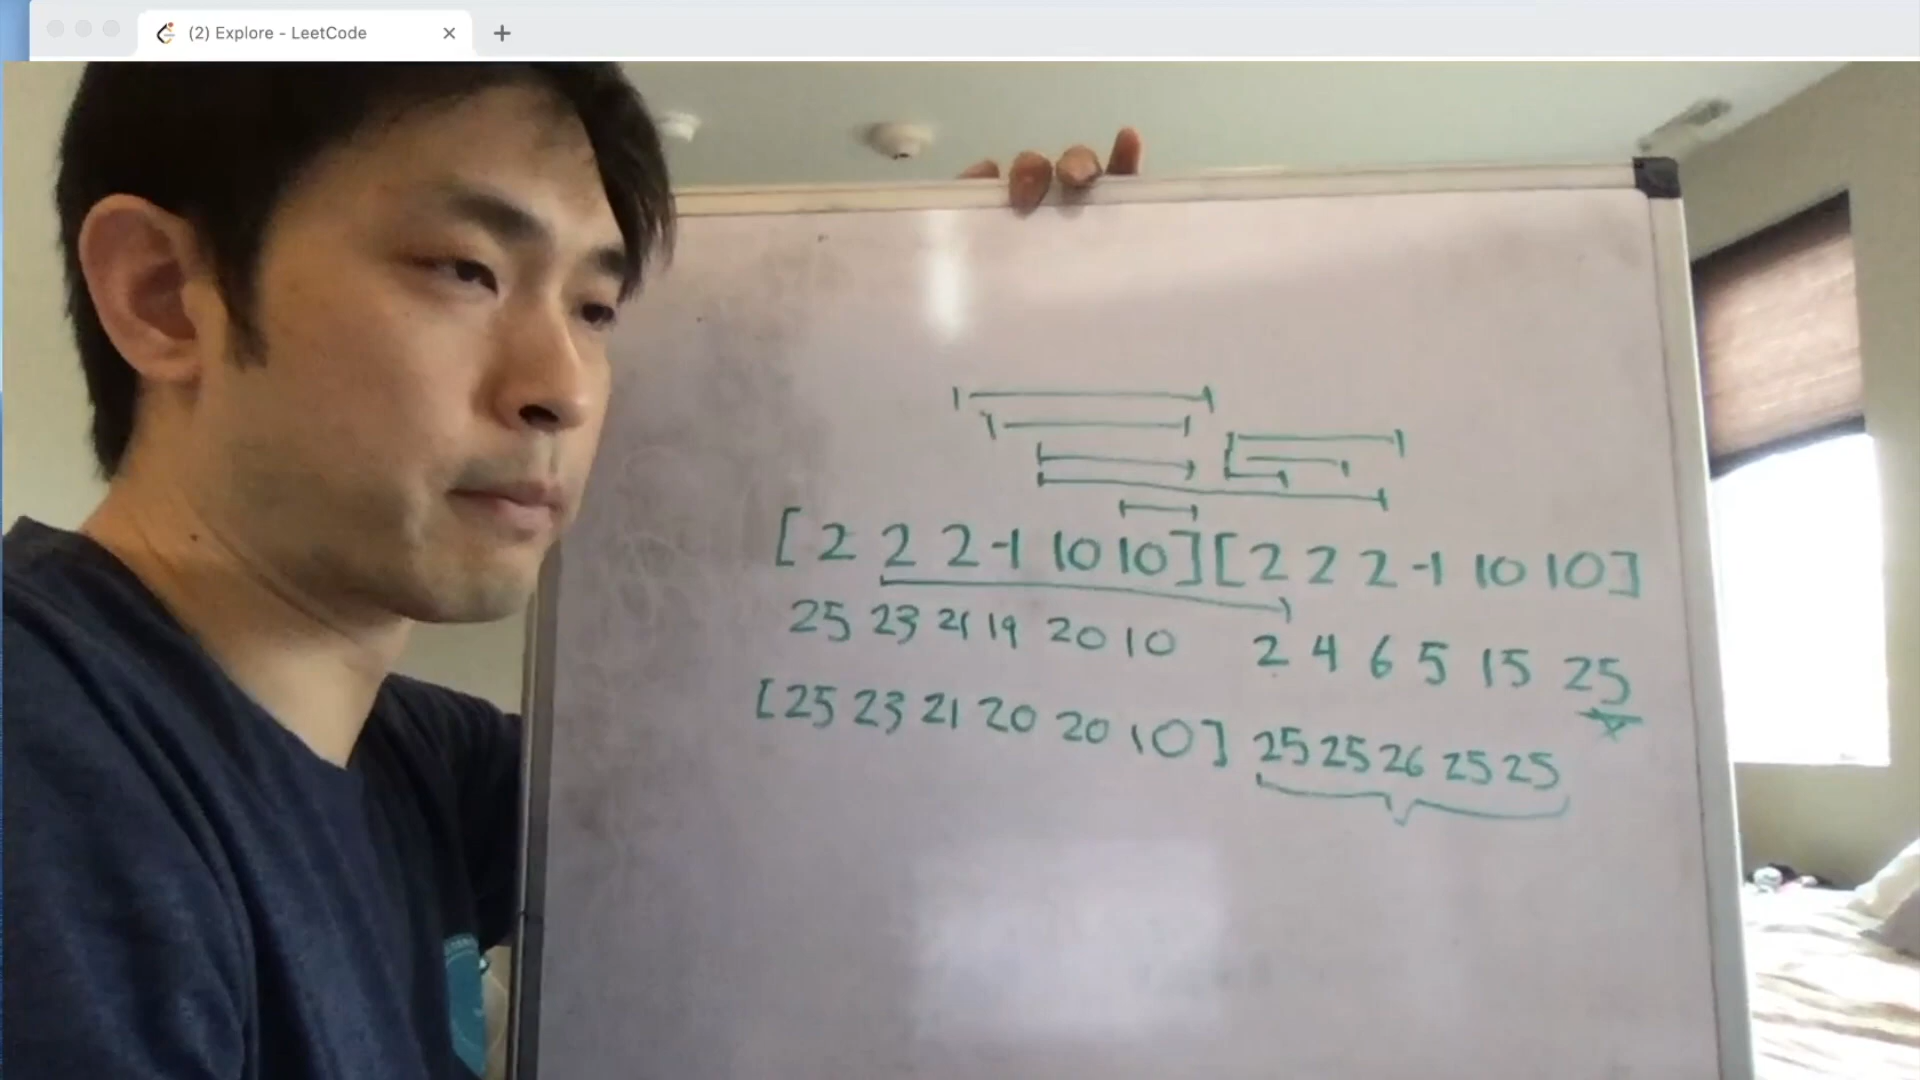 (2) Explore - LeetCode
[ 2 2 2 -1 10 10 ] [ 2 2 2 -1 10 10 ]
25 23 21 19 20 10 2 4 6 5 15 25
[ 25 23 21 20 20 10 ] 25 25 26 25 25